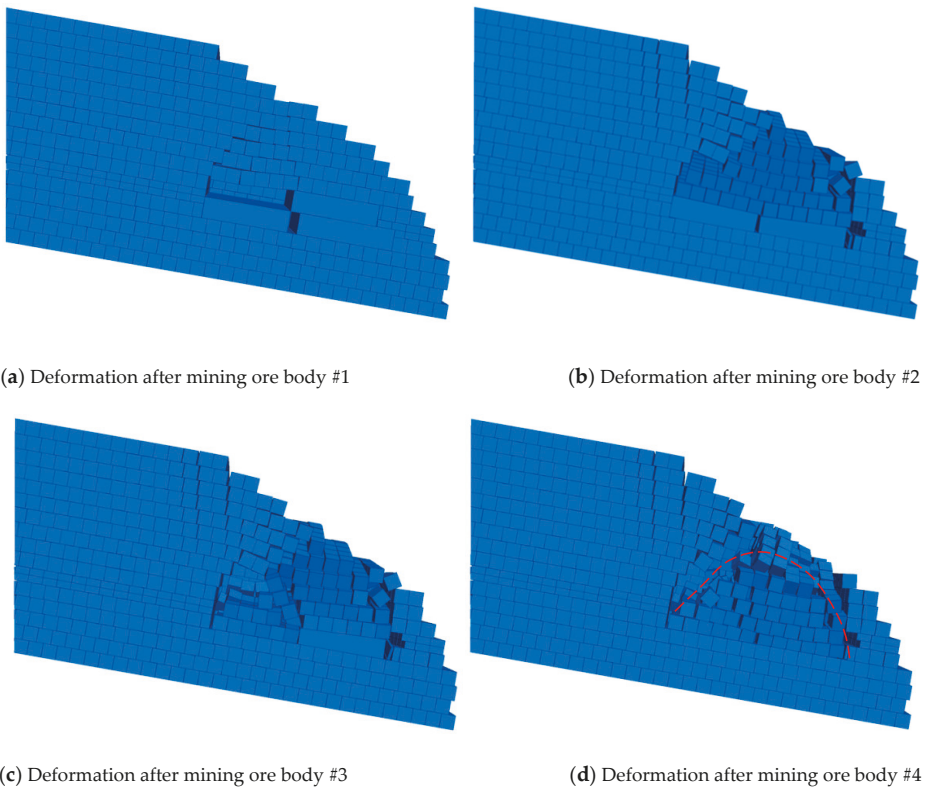 (a) Deformation after mining ore body #1
(b) Deformation after mining ore body #2
(c) Deformation after mining ore body #3
(d) Deformation after mining ore body #4